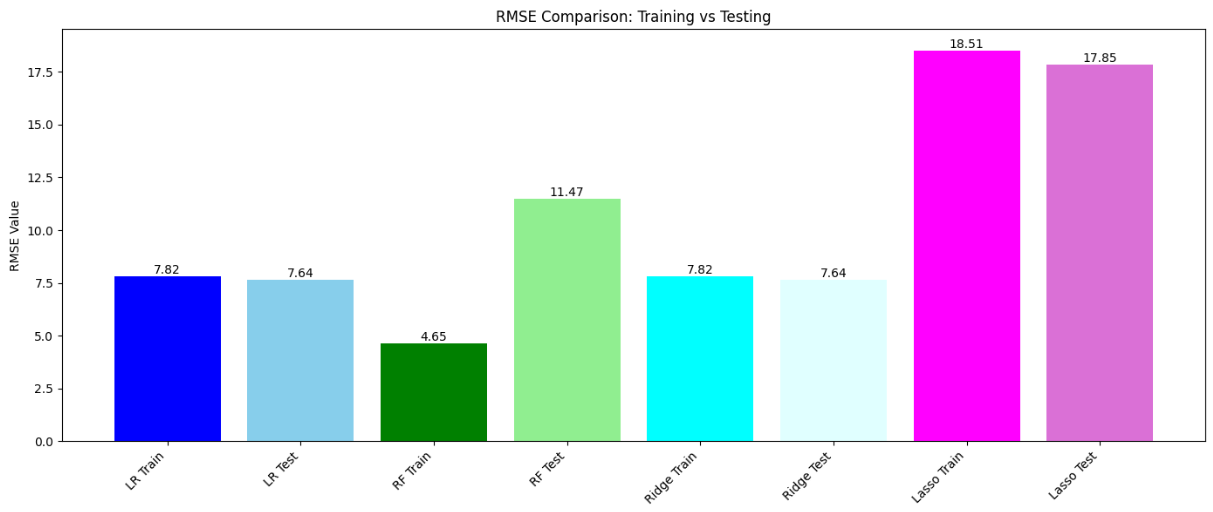 RMSE Comparison: Training vs Testing
RMSE Value
17.5
15.0
12.5
10.0
7.5
5.0
2.5
0.0
7.82
7.64
4.65
11.47
7.82
7.64
18.51
17.85
LR Train
LR Test
RF Train
RF Test
Ridge Train
Ridge Test
Lasso Train
Lasso Test